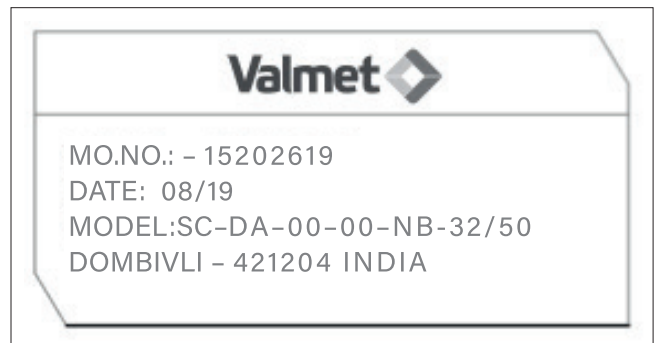 Valmet
MO.NO.: – 15202619
DATE: 08/19
MODEL:SC–DA–00–00–NB-32/50
DOMBIVLI – 421204 INDIA